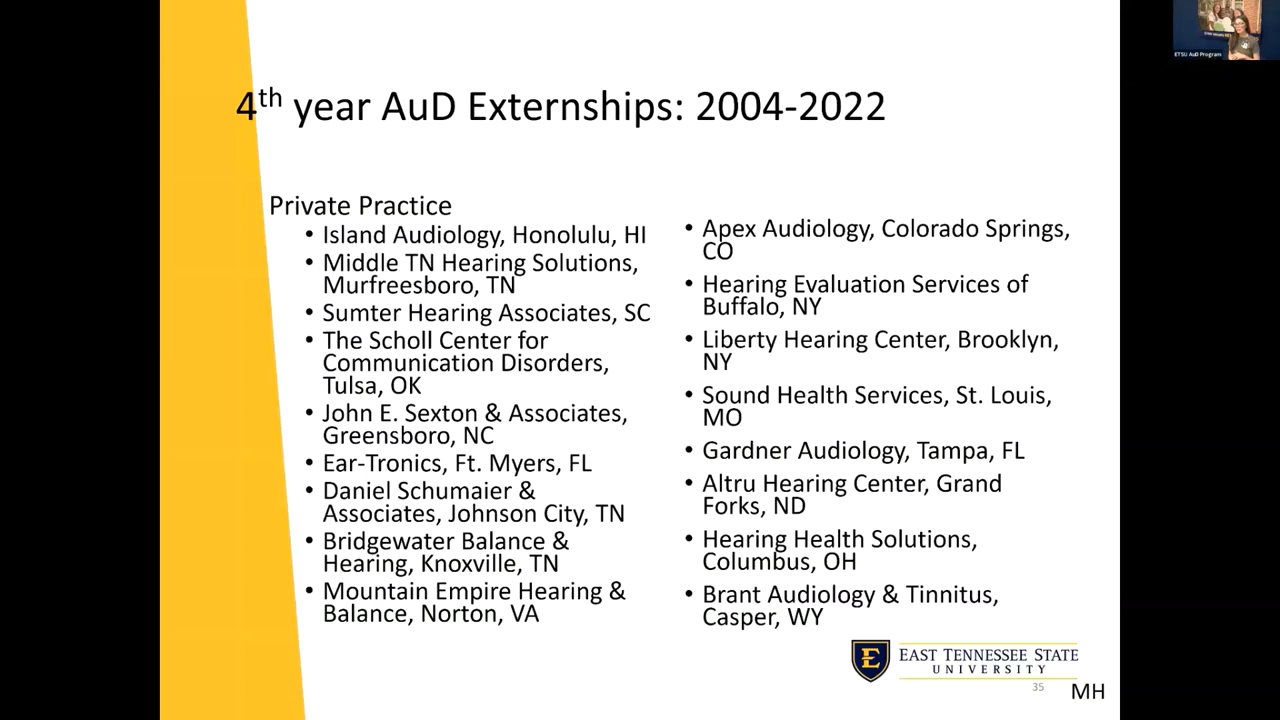 4th year AuD Externships: 2004-2022
Private Practice
• Island Audiology, Honolulu, HI
• Middle TN Hearing Solutions,
Murfreesboro, TN
• Sumter Hearing Associates, SC
• The Scholl Center for
Communication Disorders,
Tulsa, OK
• John E. Sexton & Associates,
Greensboro, NC
• Ear-Tronics, Ft. Myers, FL
• Daniel Schumaier &
Associates, Johnson City, TN
• Bridgewater Balance &
Hearing, Knoxville, TN
• Mountain Empire Hearing &
Balance, Norton, VA
• Apex Audiology, Colorado Springs,
CO
• Hearing Evaluation Services of
Buffalo, NY
• Liberty Hearing Center, Brooklyn,
NY
• Sound Health Services, St. Louis,
MO
• Gardner Audiology, Tampa, FL
• Altru Hearing Center, Grand
Forks, ND
• Hearing Health Solutions,
Columbus, OH
• Brant Audiology & Tinnitus,
Casper, WY
E
EAST TENNESSEE STATE
UNIVERSITY
35
MH
ETSU AuD Program